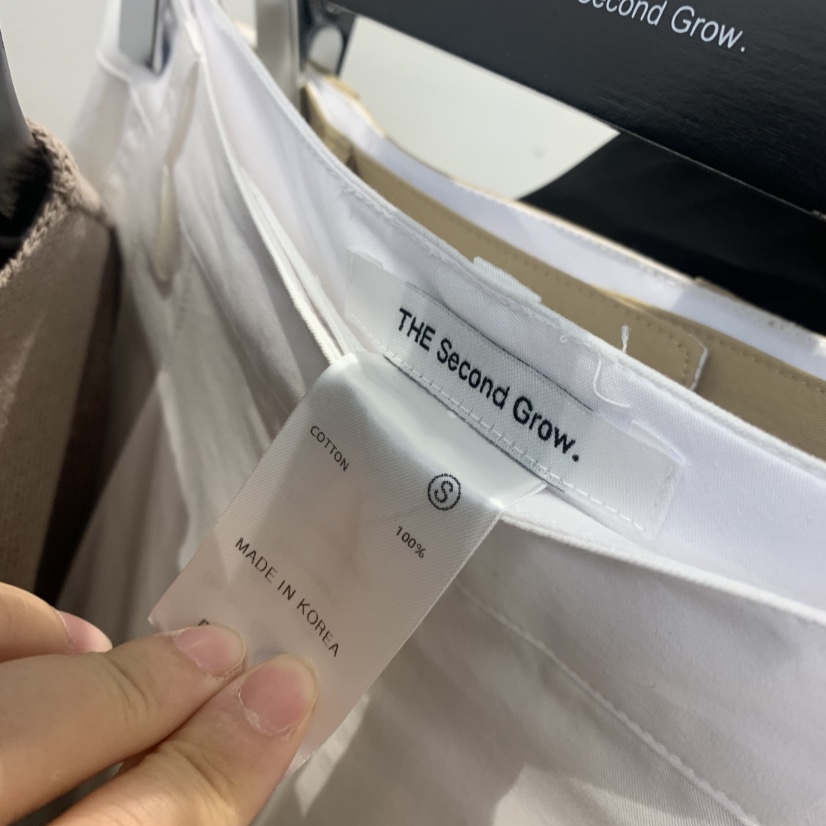 Second Grow.
THE Second Grow.
S
COTTON 100%
MADE IN KOREA